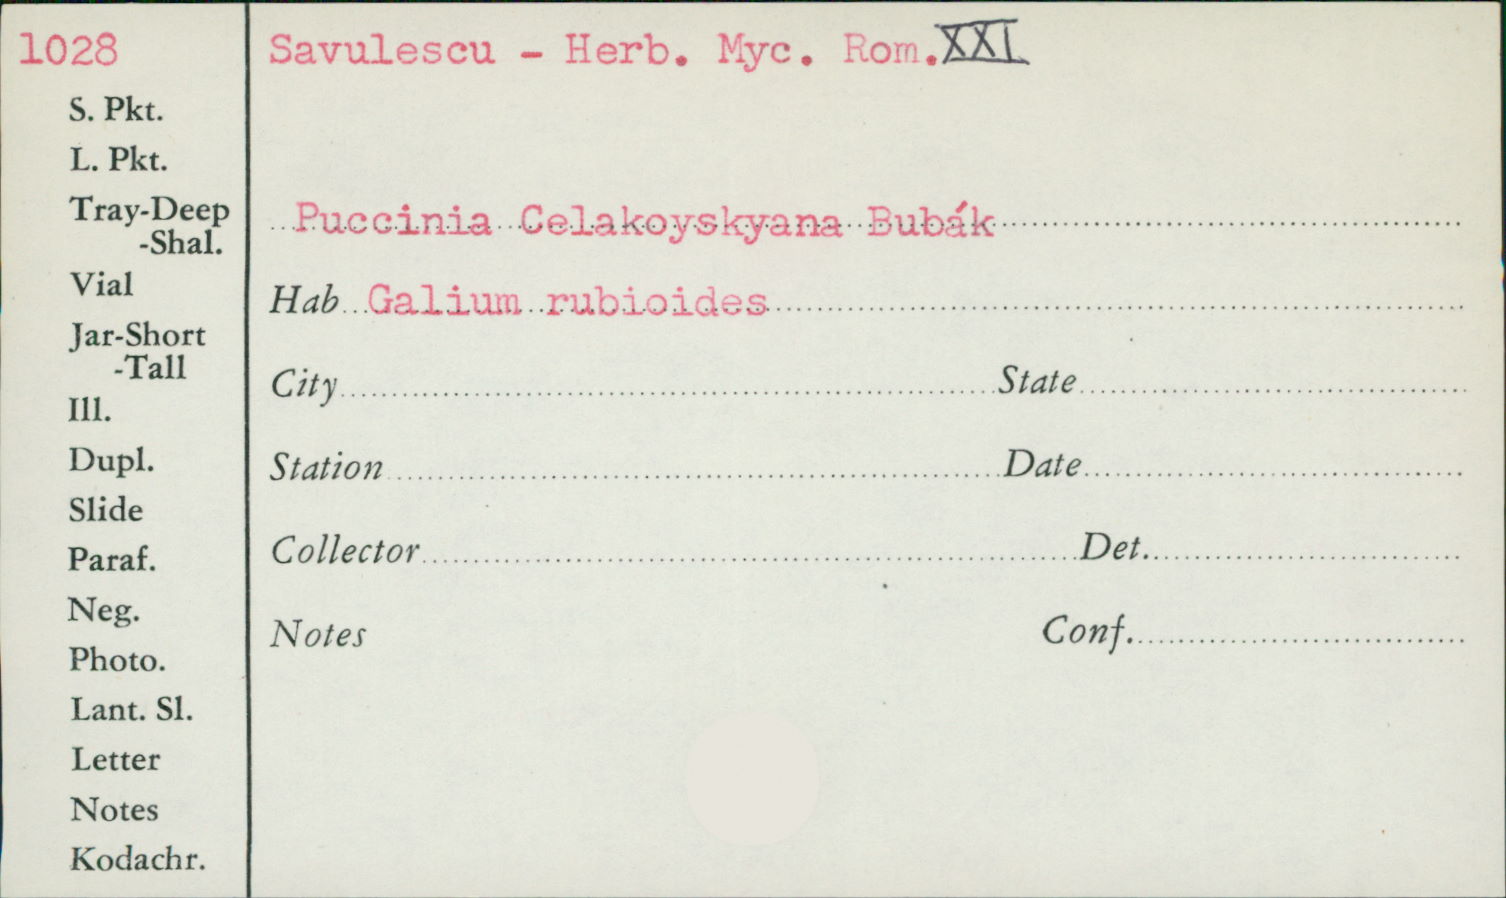 1028
Savulescu - Herb. Myc. Rom. XXI
S. Pkt.
L. Pkt.
Tray-Deep
-Shal.
Vial
Jar-Short
-Tall
Ill.
Dupl.
Slide
Paraf.
Neg.
Photo.
Lant. Sl.
Letter
Notes
Kodachr.
Puccinia Celakoyskyana Bubák
Hab Galium rubioides
City State
Station Date
Collector Det.
Notes Conf.